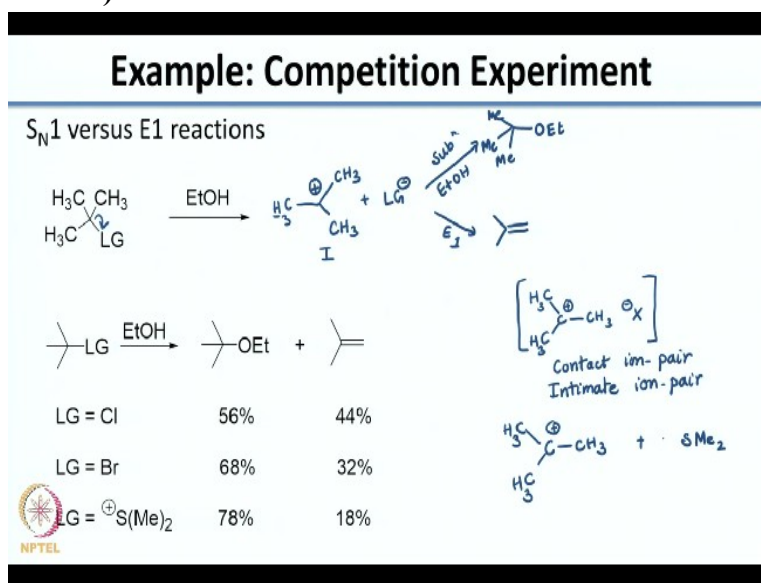 Example: Competition Experiment
SN1 versus E1 reactions
H3C CH3
H3C LG
EtOH
H3C ⊕ CH3 + LG⊖
CH3
I
Subⁿ
EtOH
Me
Me OEt
Me
E1
LG EtOH OEt +
LG = Cl 56% 44%
LG = Br 68% 32%
LG = ⊕S(Me)2 78% 18%
H3C ⊕ ⊖X
C–CH3
H3C
Contact ion-pair
Intimate ion-pair
H3C ⊕
C–CH3 + SMe2
H3C
NPTEL